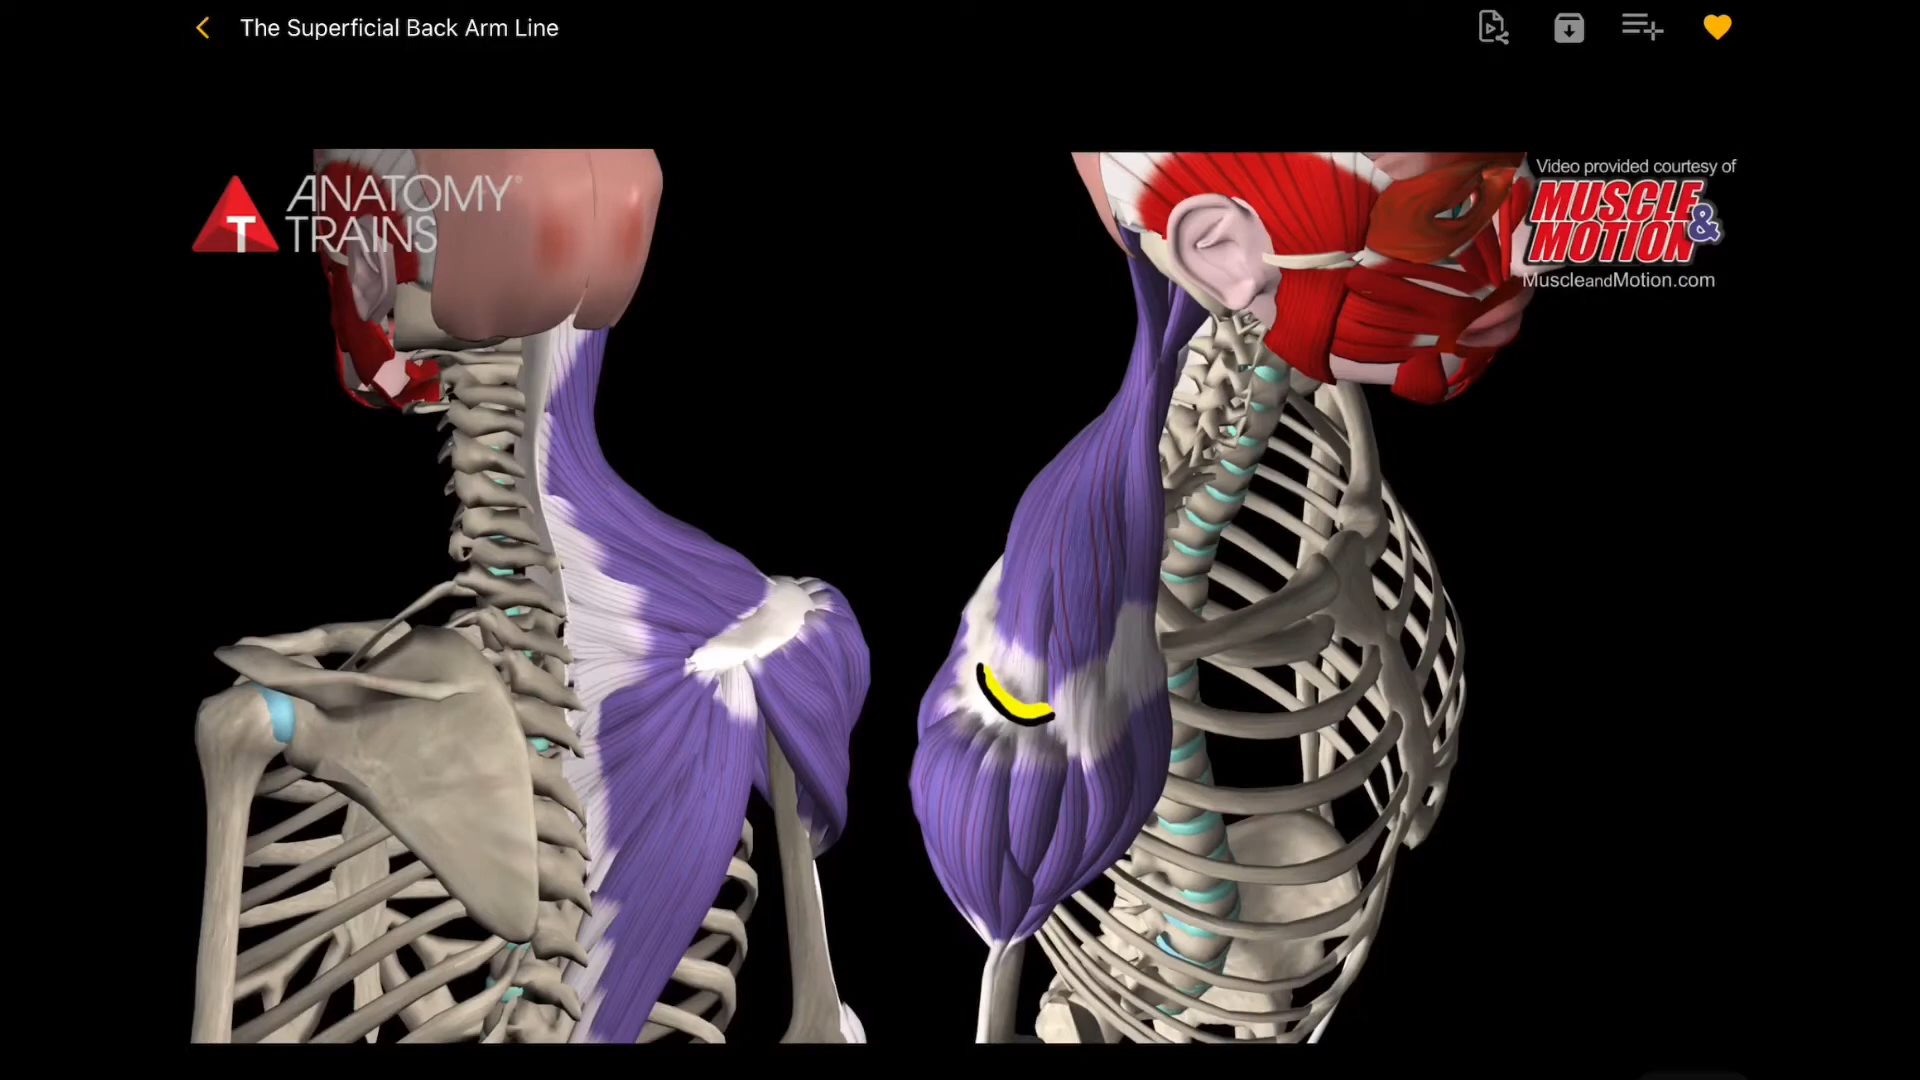 The Superficial Back Arm Line
ANATOMY
TRAINS
T
Video provided courtesy of
MUSCLE
&
MOTION
MuscleandMotion.com